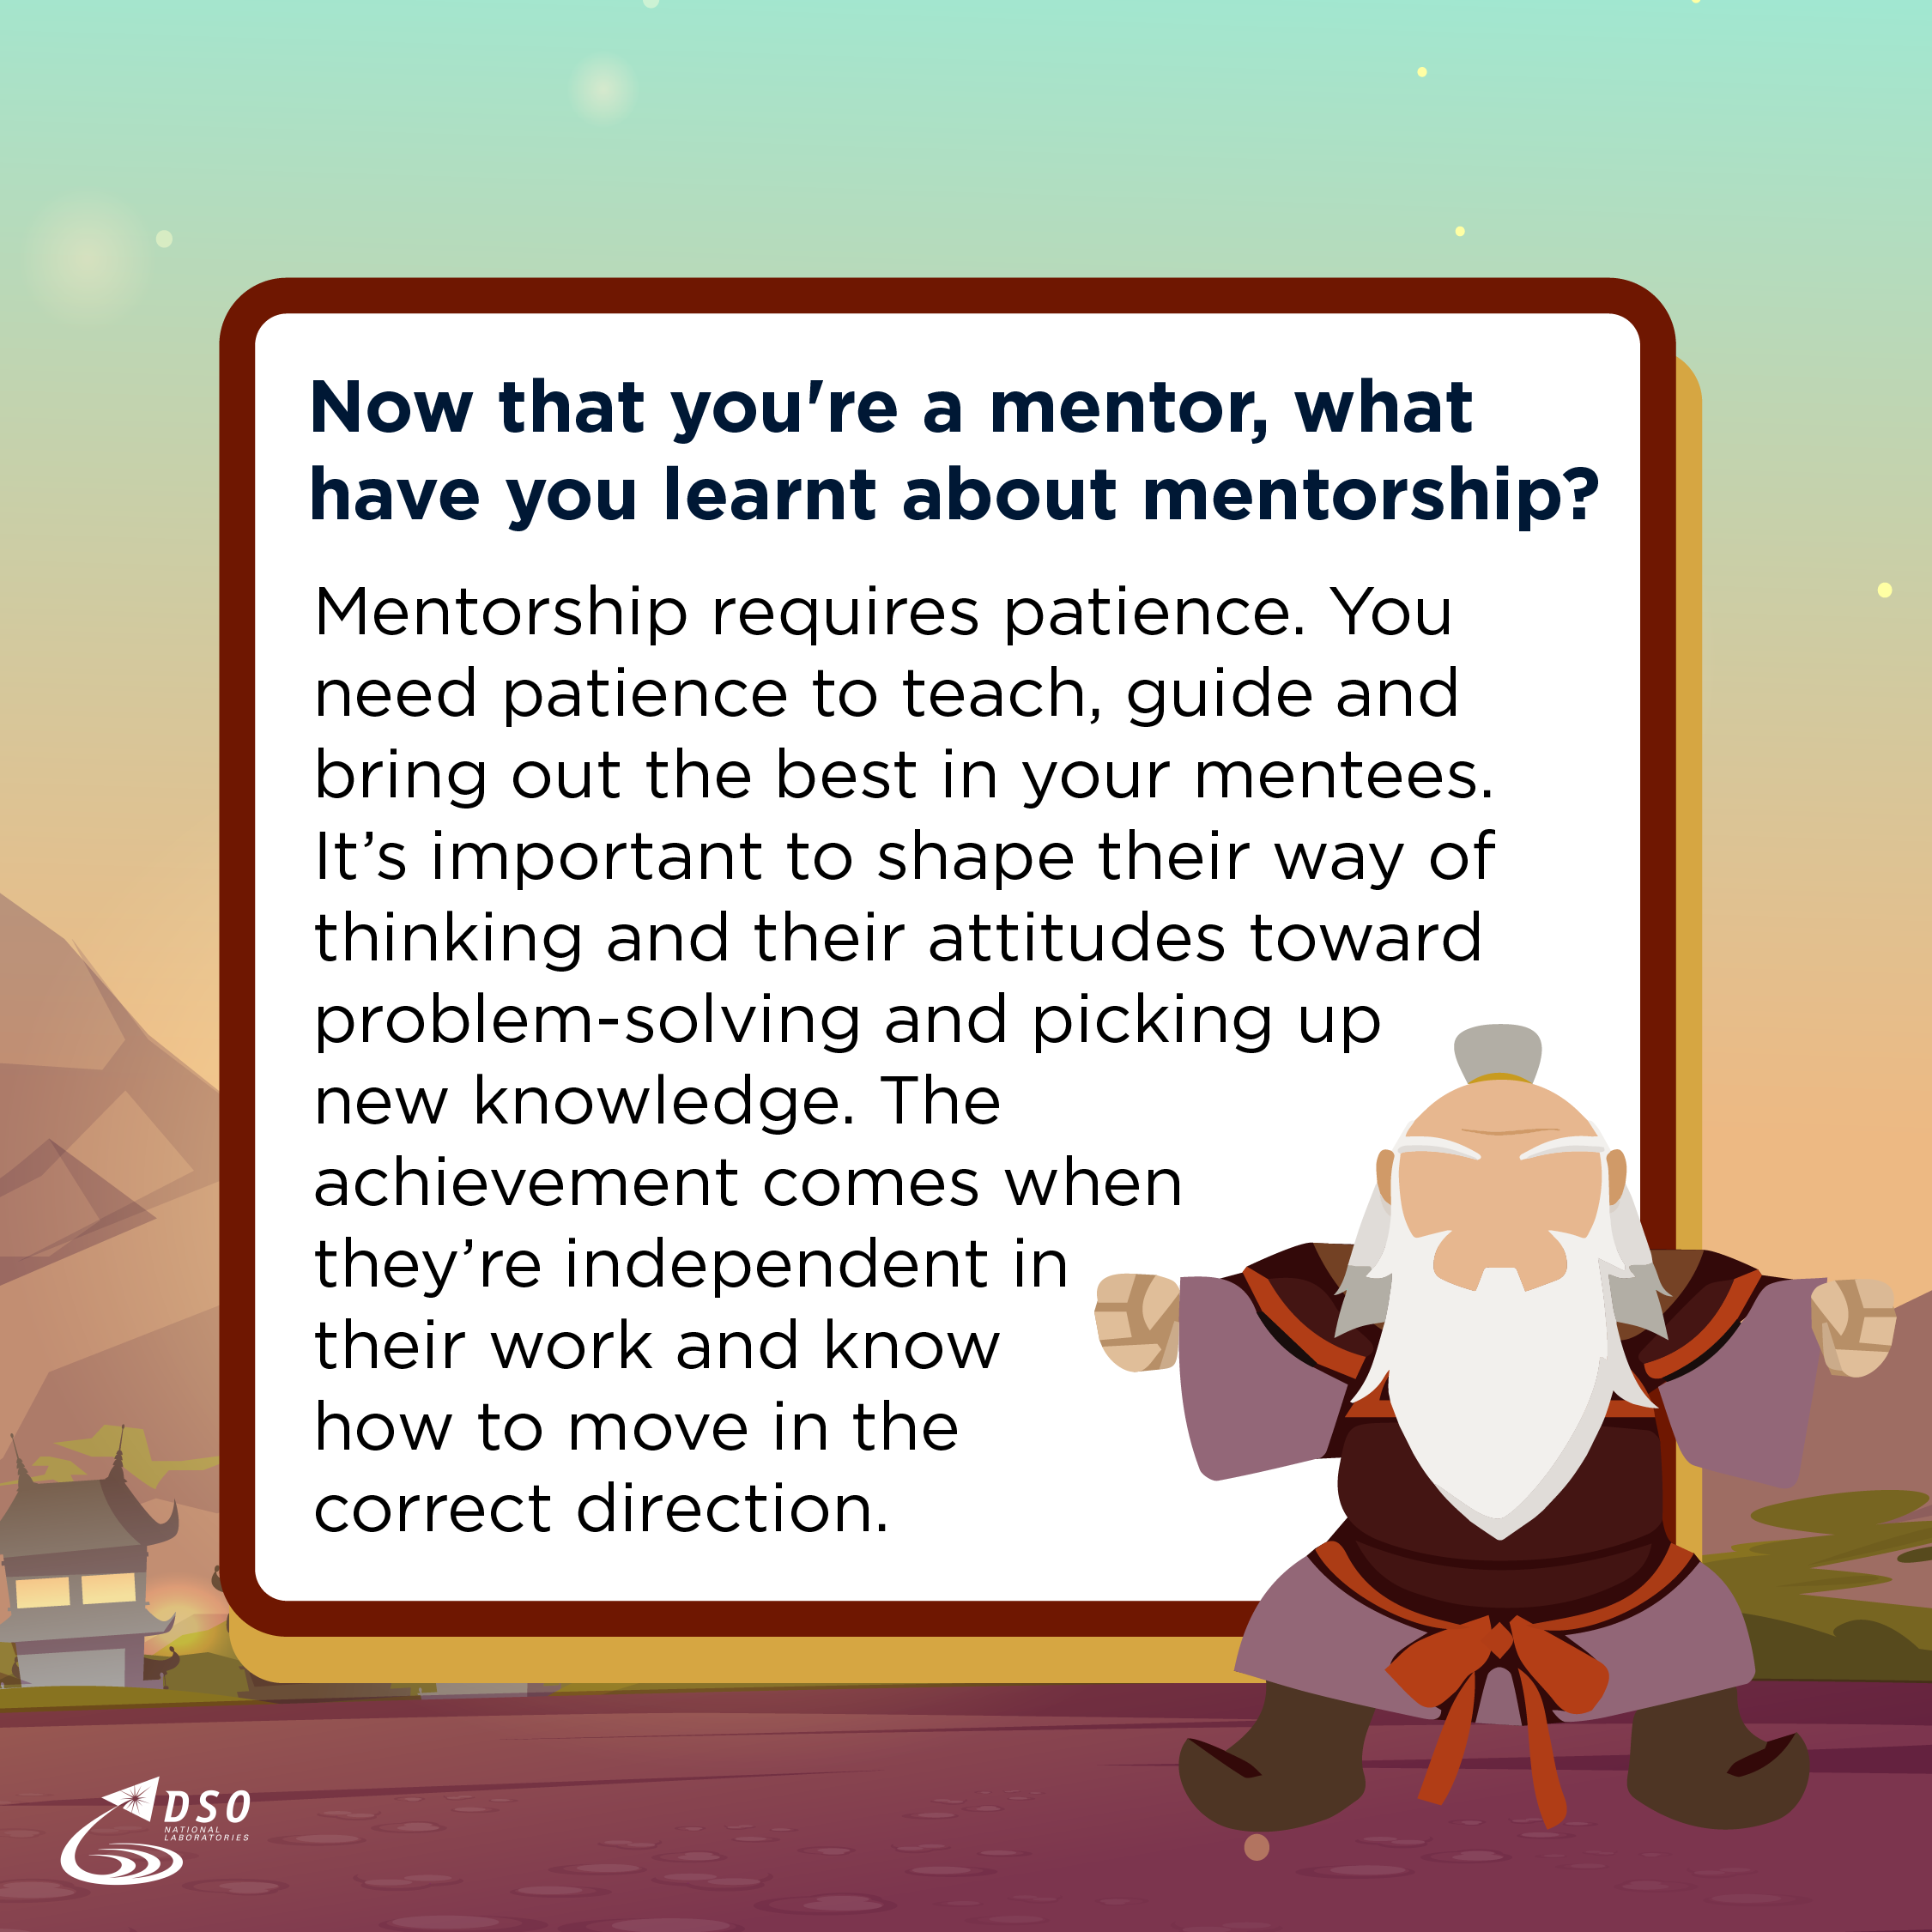 Now that you're a mentor, what
have you learnt about mentorship?
Mentorship requires patience. You
need patience to teach, guide and
bring out the best in your mentees.
It’s important to shape their way of
thinking and their attitudes toward
problem-solving and picking up
new knowledge. The
achievement comes when
they’re independent in
their work and know
how to move in the
correct direction.
DSO
NATIONAL
LABORATORIES